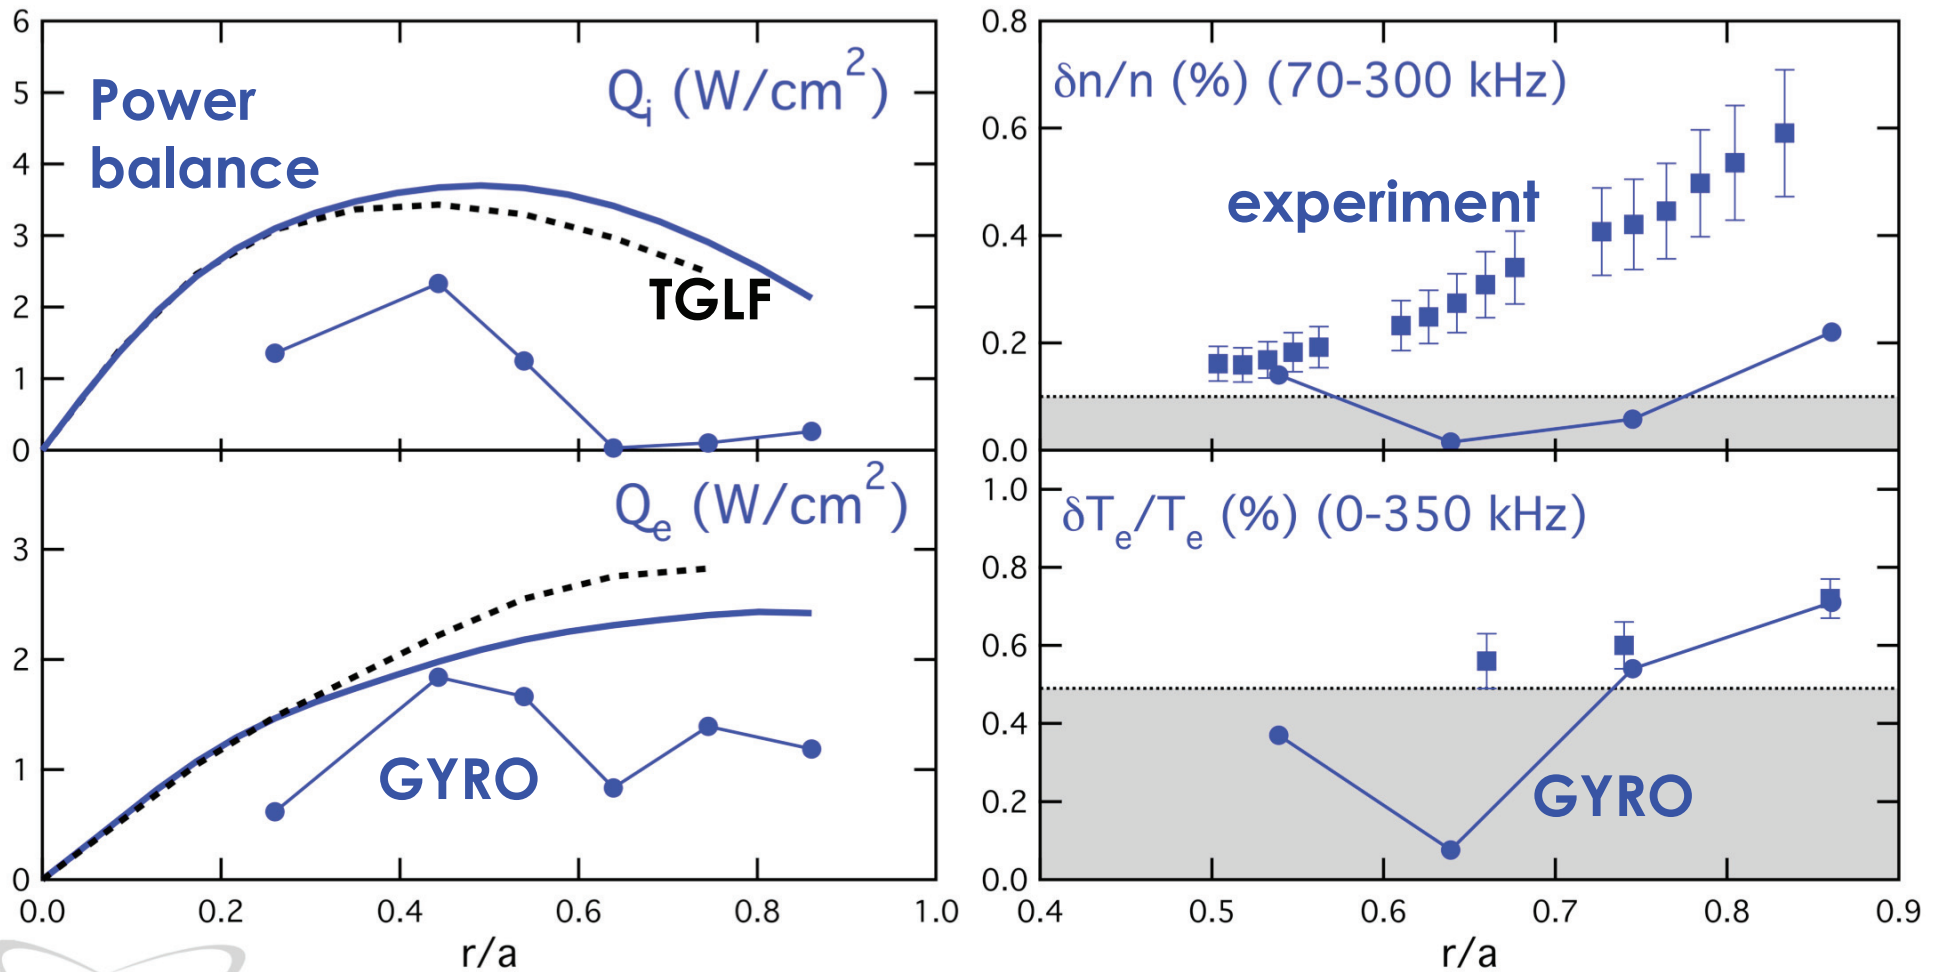 6
5
4
3
2
1
0
Power
balance
Qi (W/cm2)
TGLF
3
2
1
0
Qe (W/cm2)
GYRO
0.0 0.2 0.4 0.6 0.8 1.0
r/a
0.8
0.6
0.4
0.2
0.0
δn/n (%) (70-300 kHz)
experiment
1.0
0.8
0.6
0.4
0.2
0.0
δTe/Te (%) (0-350 kHz)
GYRO
0.4 0.5 0.6 0.7 0.8 0.9
r/a